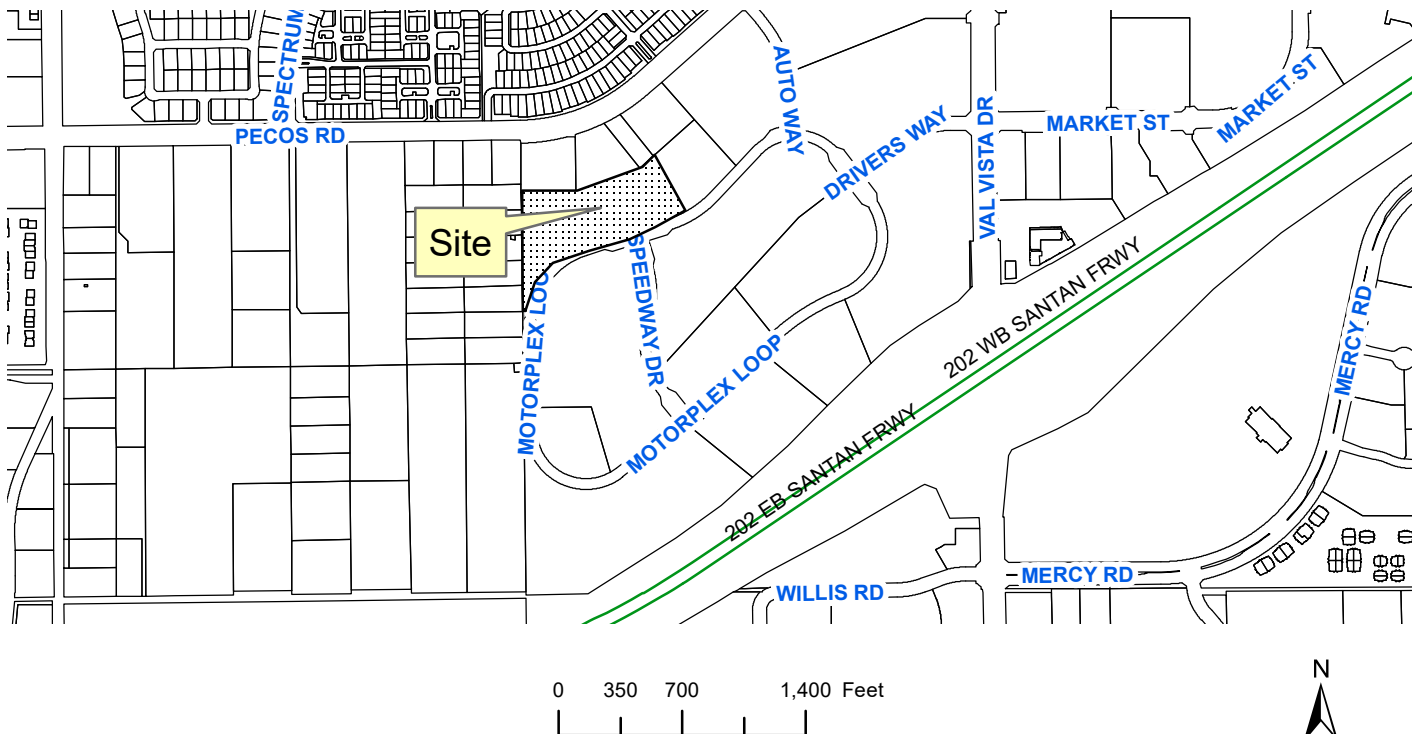 SPECTRUM
PECOS RD
AUTO WAY
DRIVERS WAY
VAL VISTA DR
MARKET ST
MARKET ST
Site
SPEEDWAY DR
MOTORPLEX LOO
MOTORPLEX LOOP
202 WB SANTAN FRWY
202 EB SANTAN FRWY
MERCY RD
MERCY RD
WILLIS RD
0 350 700 1,400 Feet
N